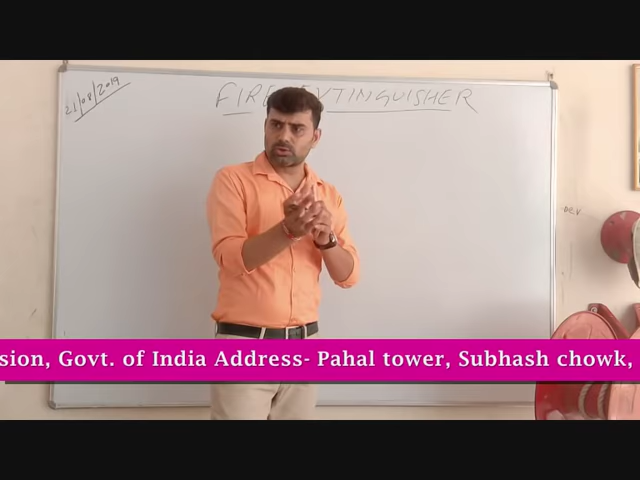 21/08/2019
FIRE EXTINGUISHER
sion, Govt. of India Address:- Pahal tower, Subhash chowk,